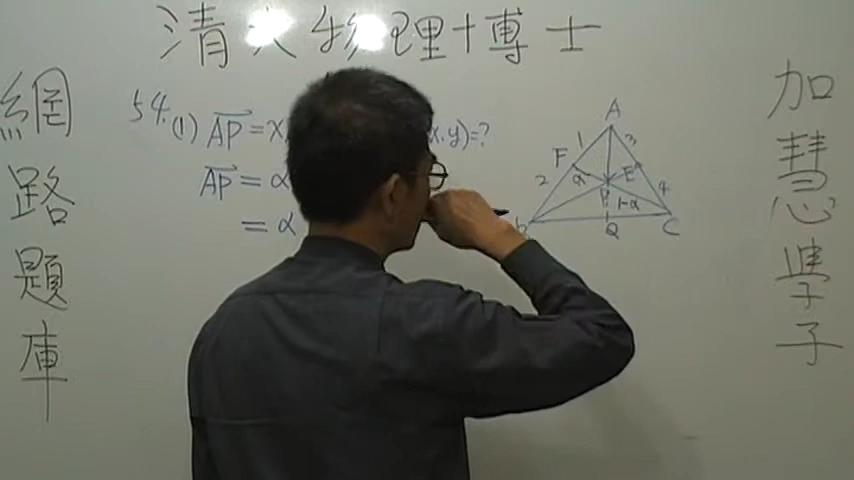 清大物理博士
網路題庫
加慧學子
54.
(1) AP = x
x.y)=?
AP = α
= α
A
1
3
F
E
2
α
4
P
1-α
B
Q
C